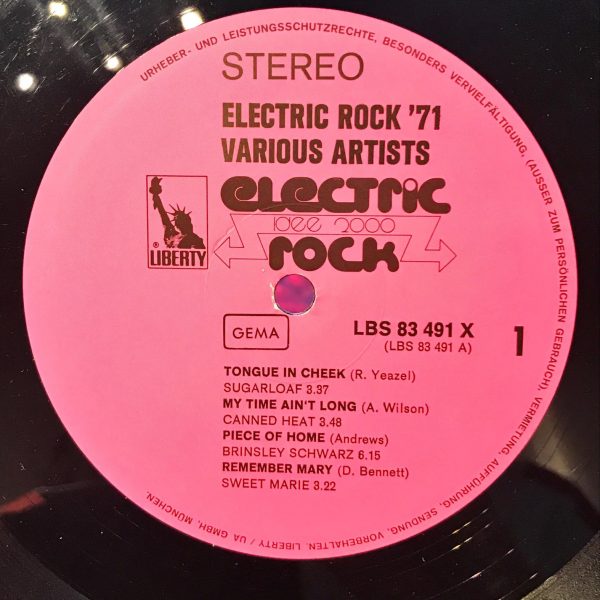 URHEBER- UND LEISTUNGSSCHUTZRECHTE, BESONDERS VERVIELFÄLTIGUNG, (AUSSER ZUM PERSÖNLICHEN GEBRAUCH), VERMIETUNG, AUFFÜHRUNG, SENDUNG, VORBEHALTEN. LIBERTY / UA GMBH, MÜNCHEN.
STEREO
ELECTRIC ROCK '71
VARIOUS ARTISTS
electric
idee 2000
rock
® LIBERTY
GEMA
LBS 83 491 X
(LBS 83 491 A)
1
TONGUE IN CHEEK (R. Yeazel)
SUGARLOAF 3.37
MY TIME AIN'T LONG (A. Wilson)
CANNED HEAT 3.48
PIECE OF HOME (Andrews)
BRINSLEY SCHWARZ 6.15
REMEMBER MARY (D. Bennett)
SWEET MARIE 3.22